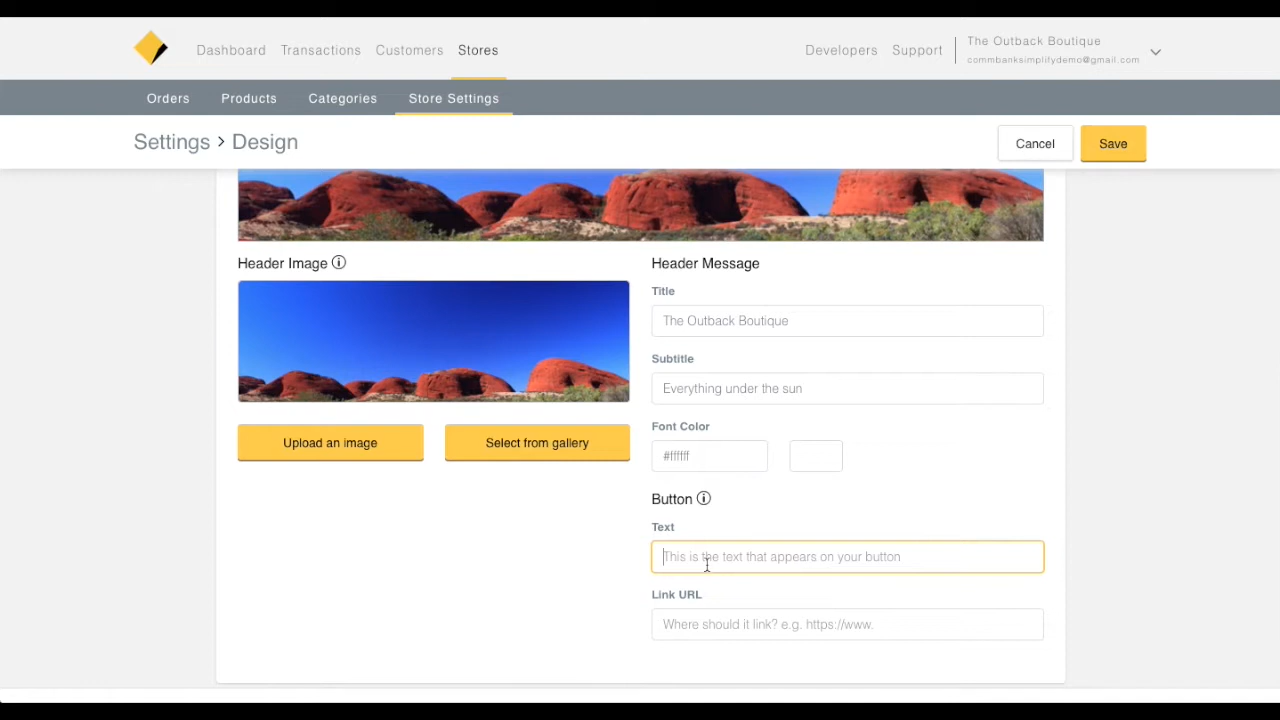 Dashboard Transactions Customers Stores
Developers Support
The Outback Boutique
commbanksimplifydemo@gmail.com
Orders Products Categories Store Settings
Settings > Design
Cancel Save
Header Image
Header Message
Title
The Outback Boutique
Subtitle
Everything under the sun
Font Color
#ffffff
Upload an image Select from gallery
Button
Text
This is the text that appears on your button
Link URL
Where should it link? e.g. https://www.